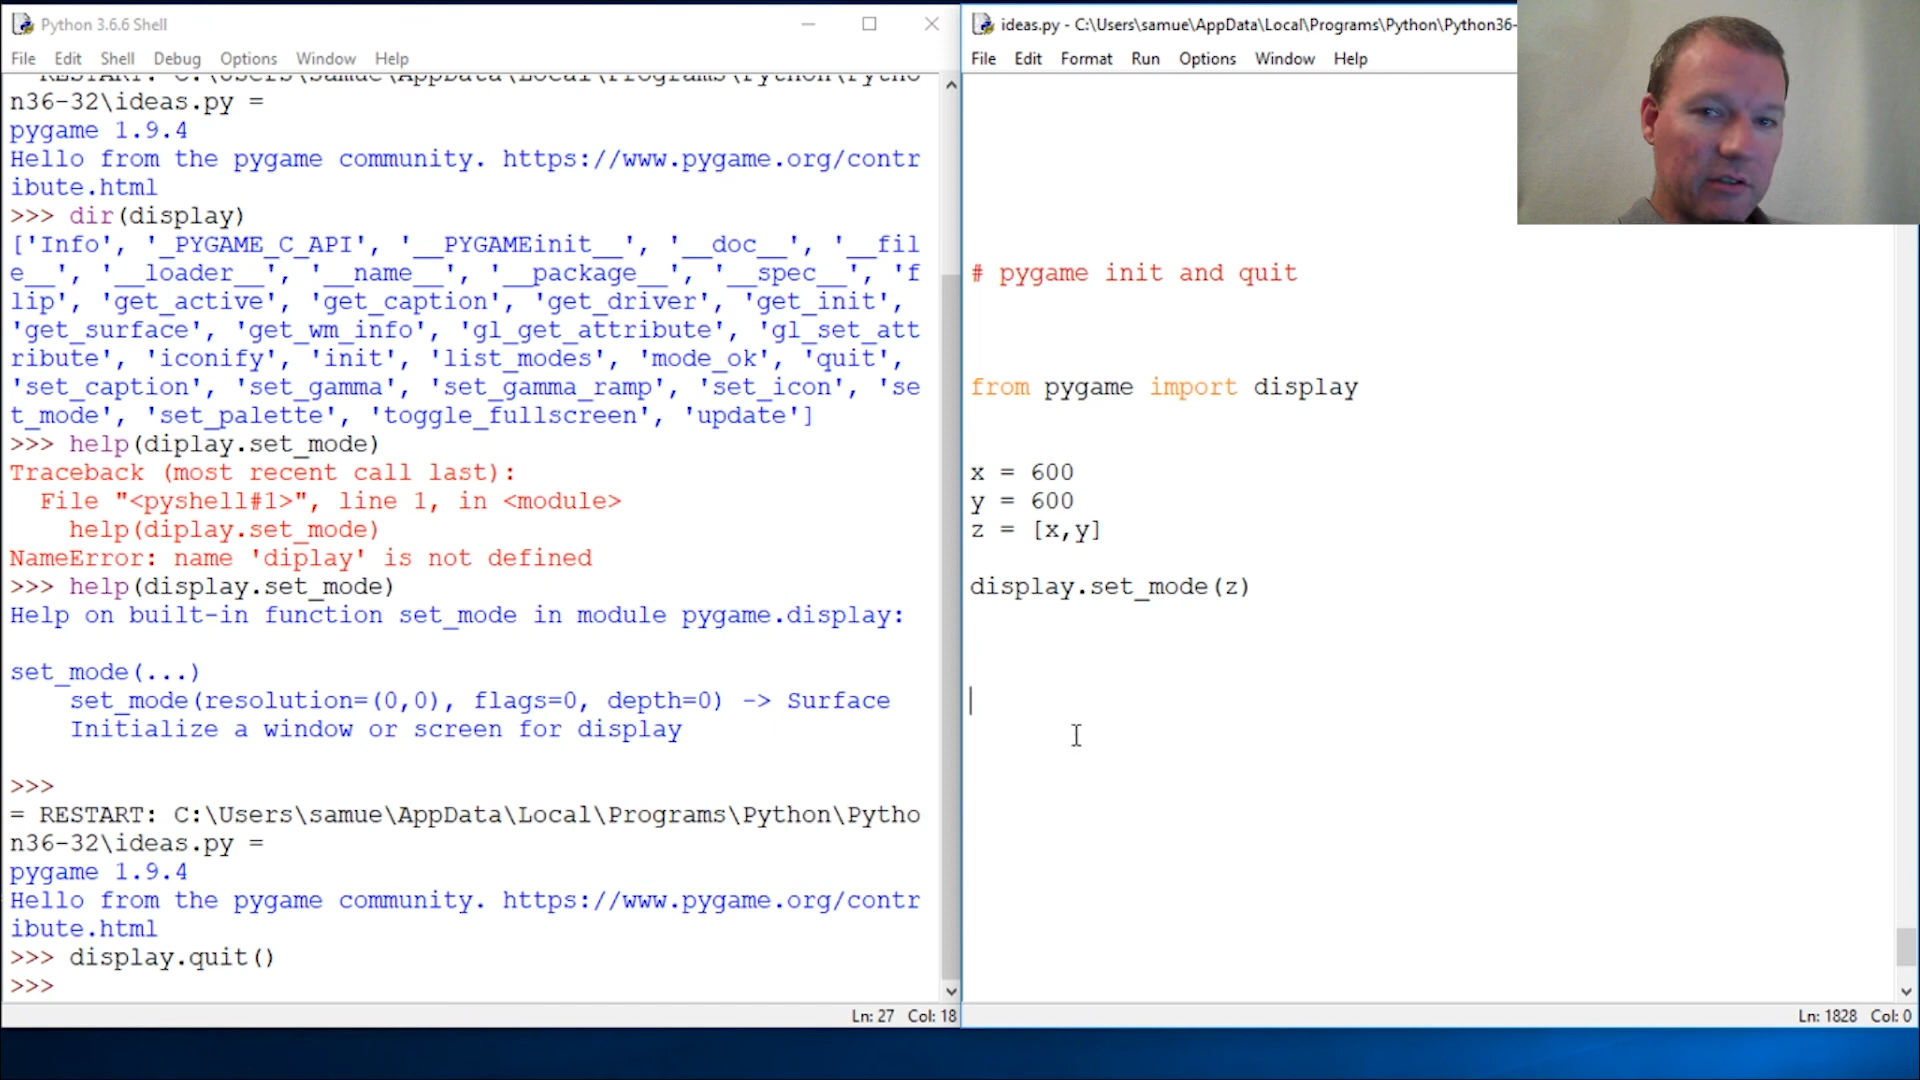 Python 3.6.6 Shell
File Edit Shell Debug Options Window Help
RESTART: C:\Users\samue\AppData\Local\Programs\Python\Pytho
n36-32\ideas.py =
pygame 1.9.4
Hello from the pygame community. https://www.pygame.org/contr
ibute.html
>>> dir(display)
['Info', '_PYGAME_C_API', '__PYGAMEinit__', '__doc__', '__fil
e__', '__loader__', '__name__', '__package__', '__spec__', 'f
lip', 'get_active', 'get_caption', 'get_driver', 'get_init',
'get_surface', 'get_wm_info', 'gl_get_attribute', 'gl_set_att
ribute', 'iconify', 'init', 'list_modes', 'mode_ok', 'quit',
'set_caption', 'set_gamma', 'set_gamma_ramp', 'set_icon', 'se
t_mode', 'set_palette', 'toggle_fullscreen', 'update']
>>> help(diplay.set_mode)
Traceback (most recent call last):
File "<pyshell#1>", line 1, in <module>
help(diplay.set_mode)
NameError: name 'diplay' is not defined
>>> help(display.set_mode)
Help on built-in function set_mode in module pygame.display:
set_mode(...)
set_mode(resolution=(0,0), flags=0, depth=0) -> Surface
Initialize a window or screen for display
>>>
= RESTART: C:\Users\samue\AppData\Local\Programs\Python\Pytho
n36-32\ideas.py =
pygame 1.9.4
Hello from the pygame community. https://www.pygame.org/contr
ibute.html
>>> display.quit()
>>>
Ln: 27 Col: 18
ideas.py - C:\Users\samue\AppData\Local\Programs\Python\Python36-
File Edit Format Run Options Window Help
# pygame init and quit
from pygame import display
x = 600
y = 600
z = [x,y]
display.set_mode(z)
Ln: 1828 Col: 0